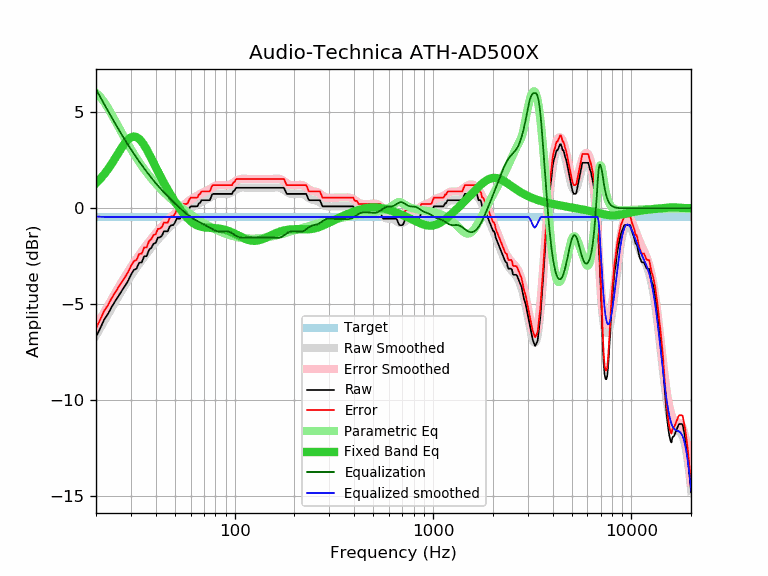 Audio-Technica ATH-AD500X
Amplitude (dBr)
5
0
−5
−10
−15
Target
Raw Smoothed
Error Smoothed
Raw
Error
Parametric Eq
Fixed Band Eq
Equalization
Equalized smoothed
100
1000
10000
Frequency (Hz)